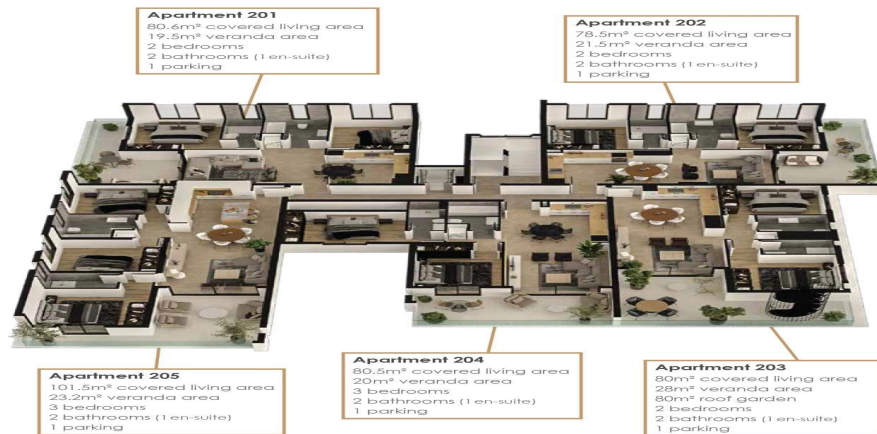 Apartment 201
80.6m² covered living area
19.5m² veranda area
2 bedrooms
2 bathrooms (1 en-suite)
1 parking
Apartment 202
78.5m² covered living area
21.5m² veranda area
2 bedrooms
2 bathrooms (1 en-suite)
1 parking
Apartment 205
101.5m² covered living area
23.2m² veranda area
3 bedrooms
2 bathrooms (1 en-suite)
1 parking
Apartment 204
80.5m² covered living area
20m² veranda area
3 bedrooms
2 bathrooms (1 en-suite)
1 parking
Apartment 203
80m² covered living area
28m² veranda area
80m² roof garden
2 bedrooms
2 bathrooms (1 en-suite)
1 parking